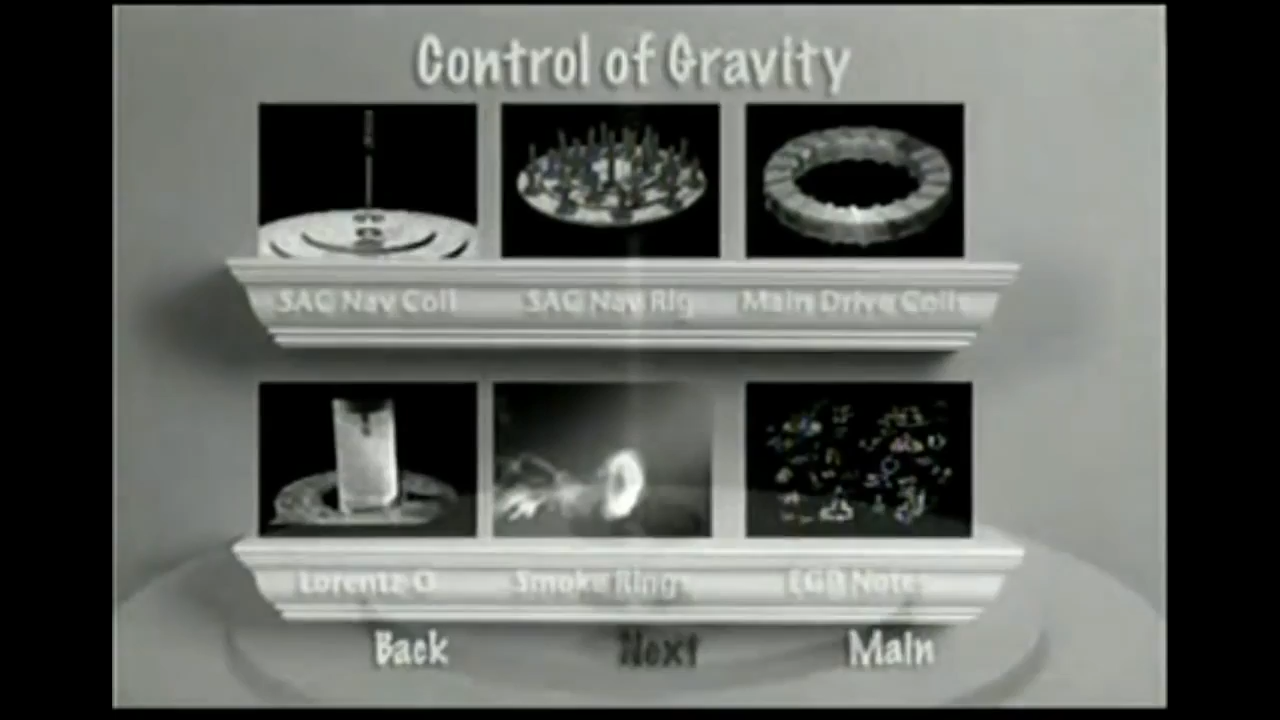 Control of Gravity
SAG Nav Coil SAG Nav Rig Main Drive Coils
Lorentz O Smoke Rings EGB Notes
Back Next Main